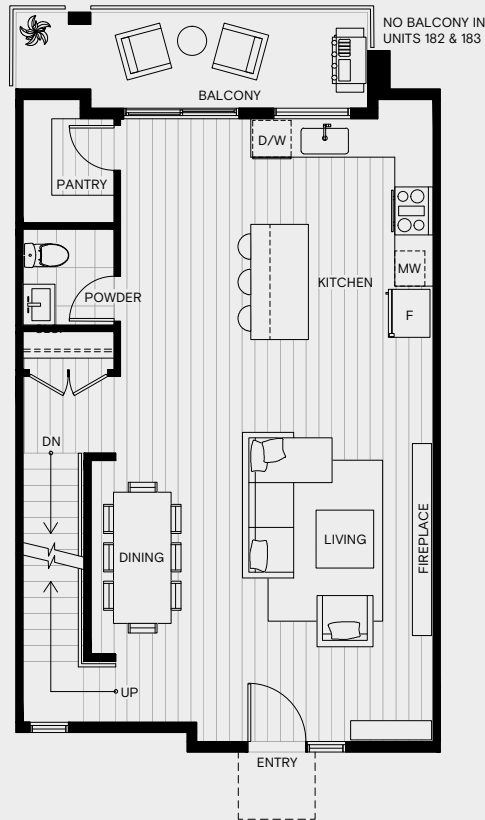 NO BALCONY IN
UNITS 182 & 183
BALCONY
D/W
PANTRY
MW
KITCHEN
POWDER
F
DN
LIVING
FIREPLACE
DINING
UP
ENTRY